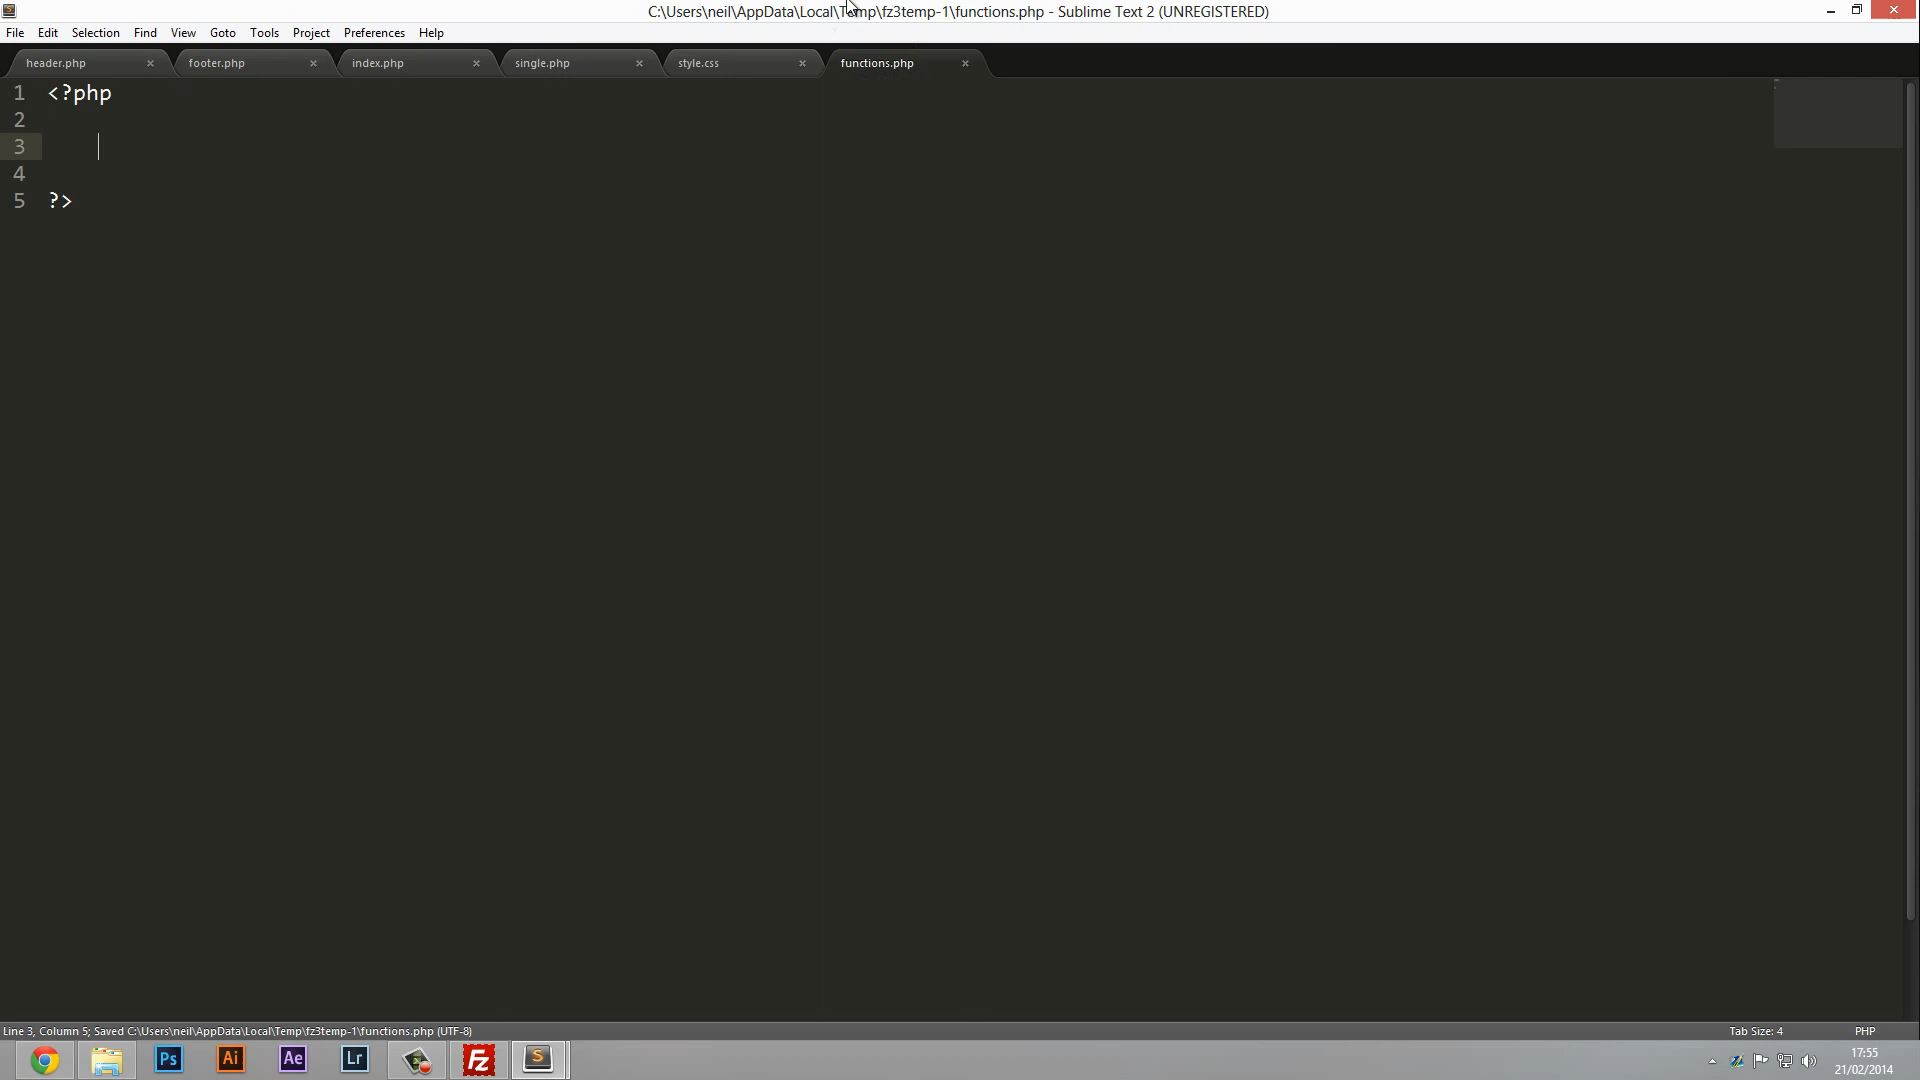 C:\Users\neil\AppData\Local\Temp\fz3temp-1\functions.php - Sublime Text 2 (UNREGISTERED)
File Edit Selection Find View Goto Tools Project Preferences Help
header.php × footer.php × index.php × single.php × style.css × functions.php ×
1 <?php
2
3
4
5 ?>
Line 3, Column 5; Saved C:\Users\neil\AppData\Local\Temp\fz3temp-1\functions.php (UTF-8) Tab Size: 4 PHP
Ps Ai Ae Lr Fz S 17:55
21/02/2014